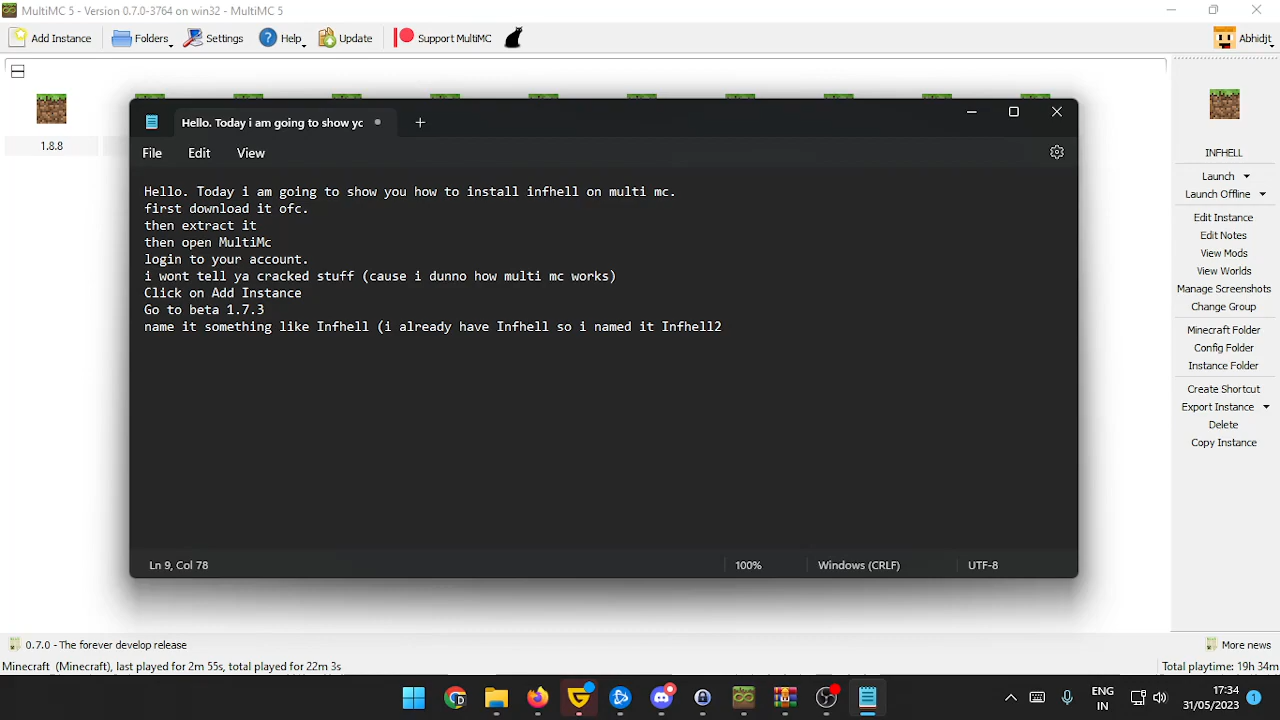 MultiMC 5 - Version 0.7.0-3764 on win32 - MultiMC 5
Add Instance Folders Settings Help Update Support MultiMC Abhidit
1.8.8
Hello. Today i am going to show yc
File Edit View
Hello. Today i am going to show you how to install infhell on multi mc.
first download it ofc.
then extract it
then open MultiMc
login to your account.
i wont tell ya cracked stuff (cause i dunno how multi mc works)
Click on Add Instance
Go to beta 1.7.3
name it something like Infhell (i already have Infhell so i named it Infhell2
Ln 9, Col 78 100% Windows (CRLF) UTF-8
INFHELL
Launch
Launch Offline
Edit Instance
Edit Notes
View Mods
View Worlds
Manage Screenshots
Change Group
Minecraft Folder
Config Folder
Instance Folder
Create Shortcut
Export Instance
Delete
Copy Instance
0.7.0 - The forever develop release More news
Minecraft (Minecraft), last played for 2m 55s, total played for 22m 3s Total playtime: 19h 34m
ENG
IN
17:34
31/05/2023
1